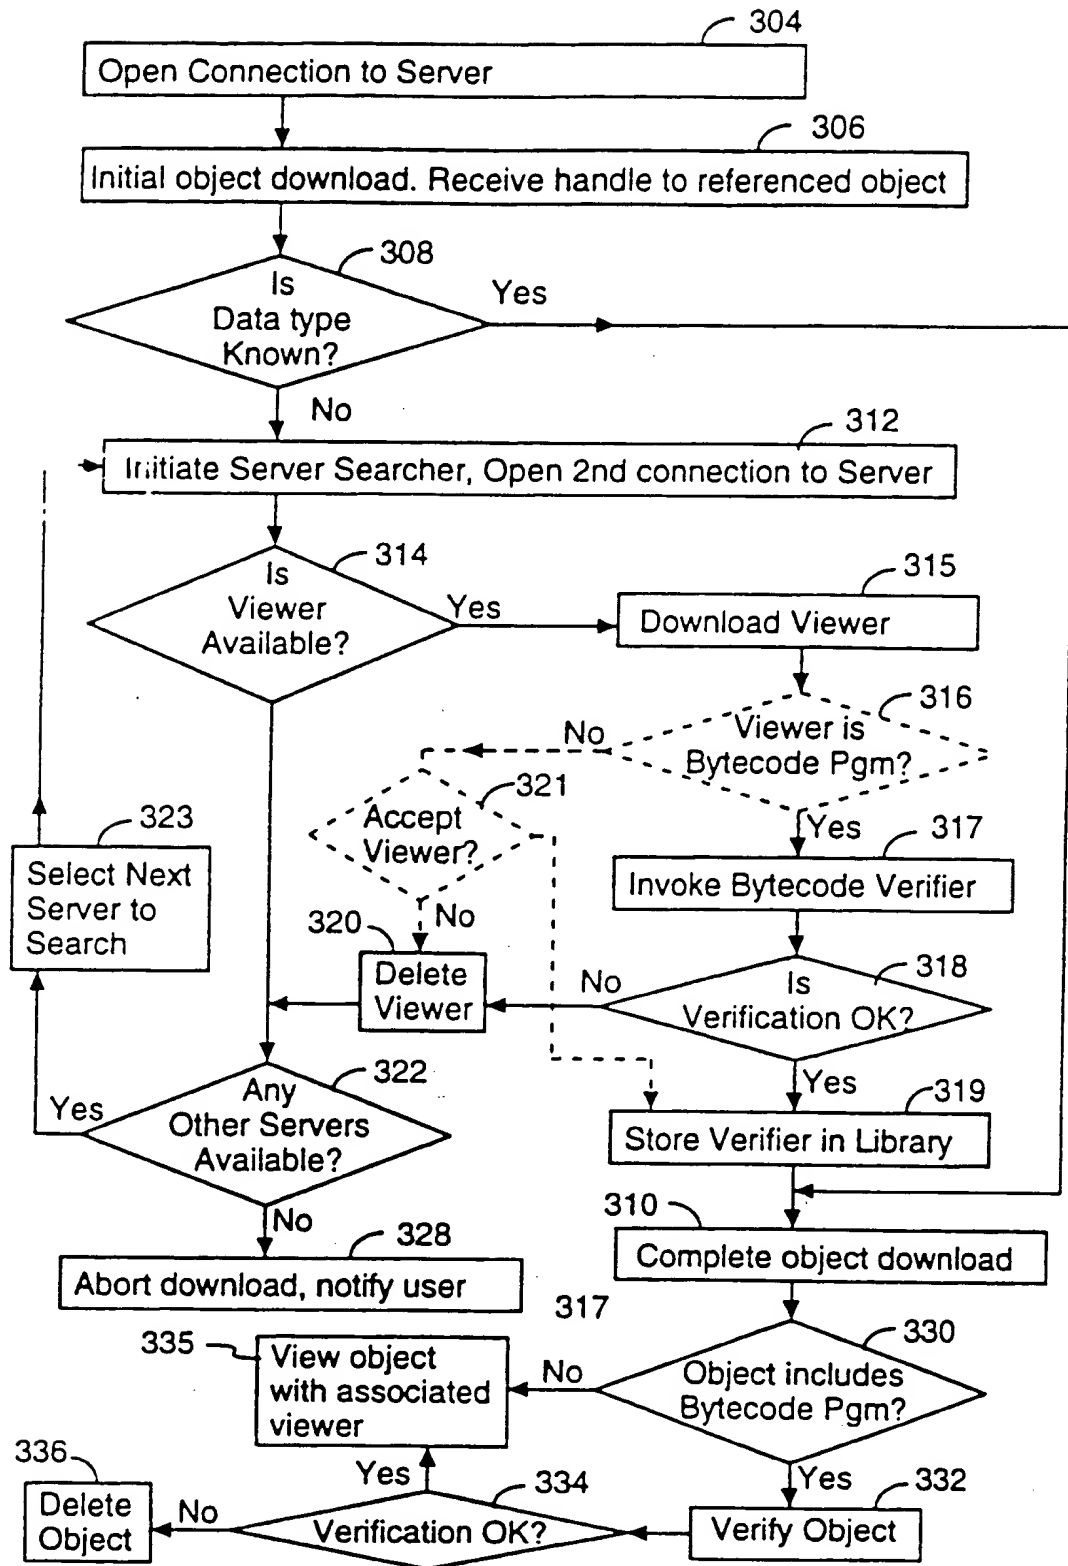 304
Open Connection to Server
306
Initial object download. Receive handle to referenced object
308
Is
Data type
Known?
Yes
No
312
Initiate Server Searcher, Open 2nd connection to Server
314
Is
Viewer
Available?
Yes
315
Download Viewer
316
Viewer is
Bytecode Pgm?
No
Yes
321
Accept
Viewer?
No
323
Select Next
Server to
Search
317
Invoke Bytecode Verifier
320
Delete
Viewer
318
Is
Verification OK?
No
Yes
322
Any
Other Servers
Available?
Yes
No
319
Store Verifier in Library
310
Complete object download
328
Abort download, notify user
317
330
Object includes
Bytecode Pgm?
No
Yes
335
View object
with associated
viewer
336
Delete
Object
No
Yes
334
Verification OK?
332
Verify Object